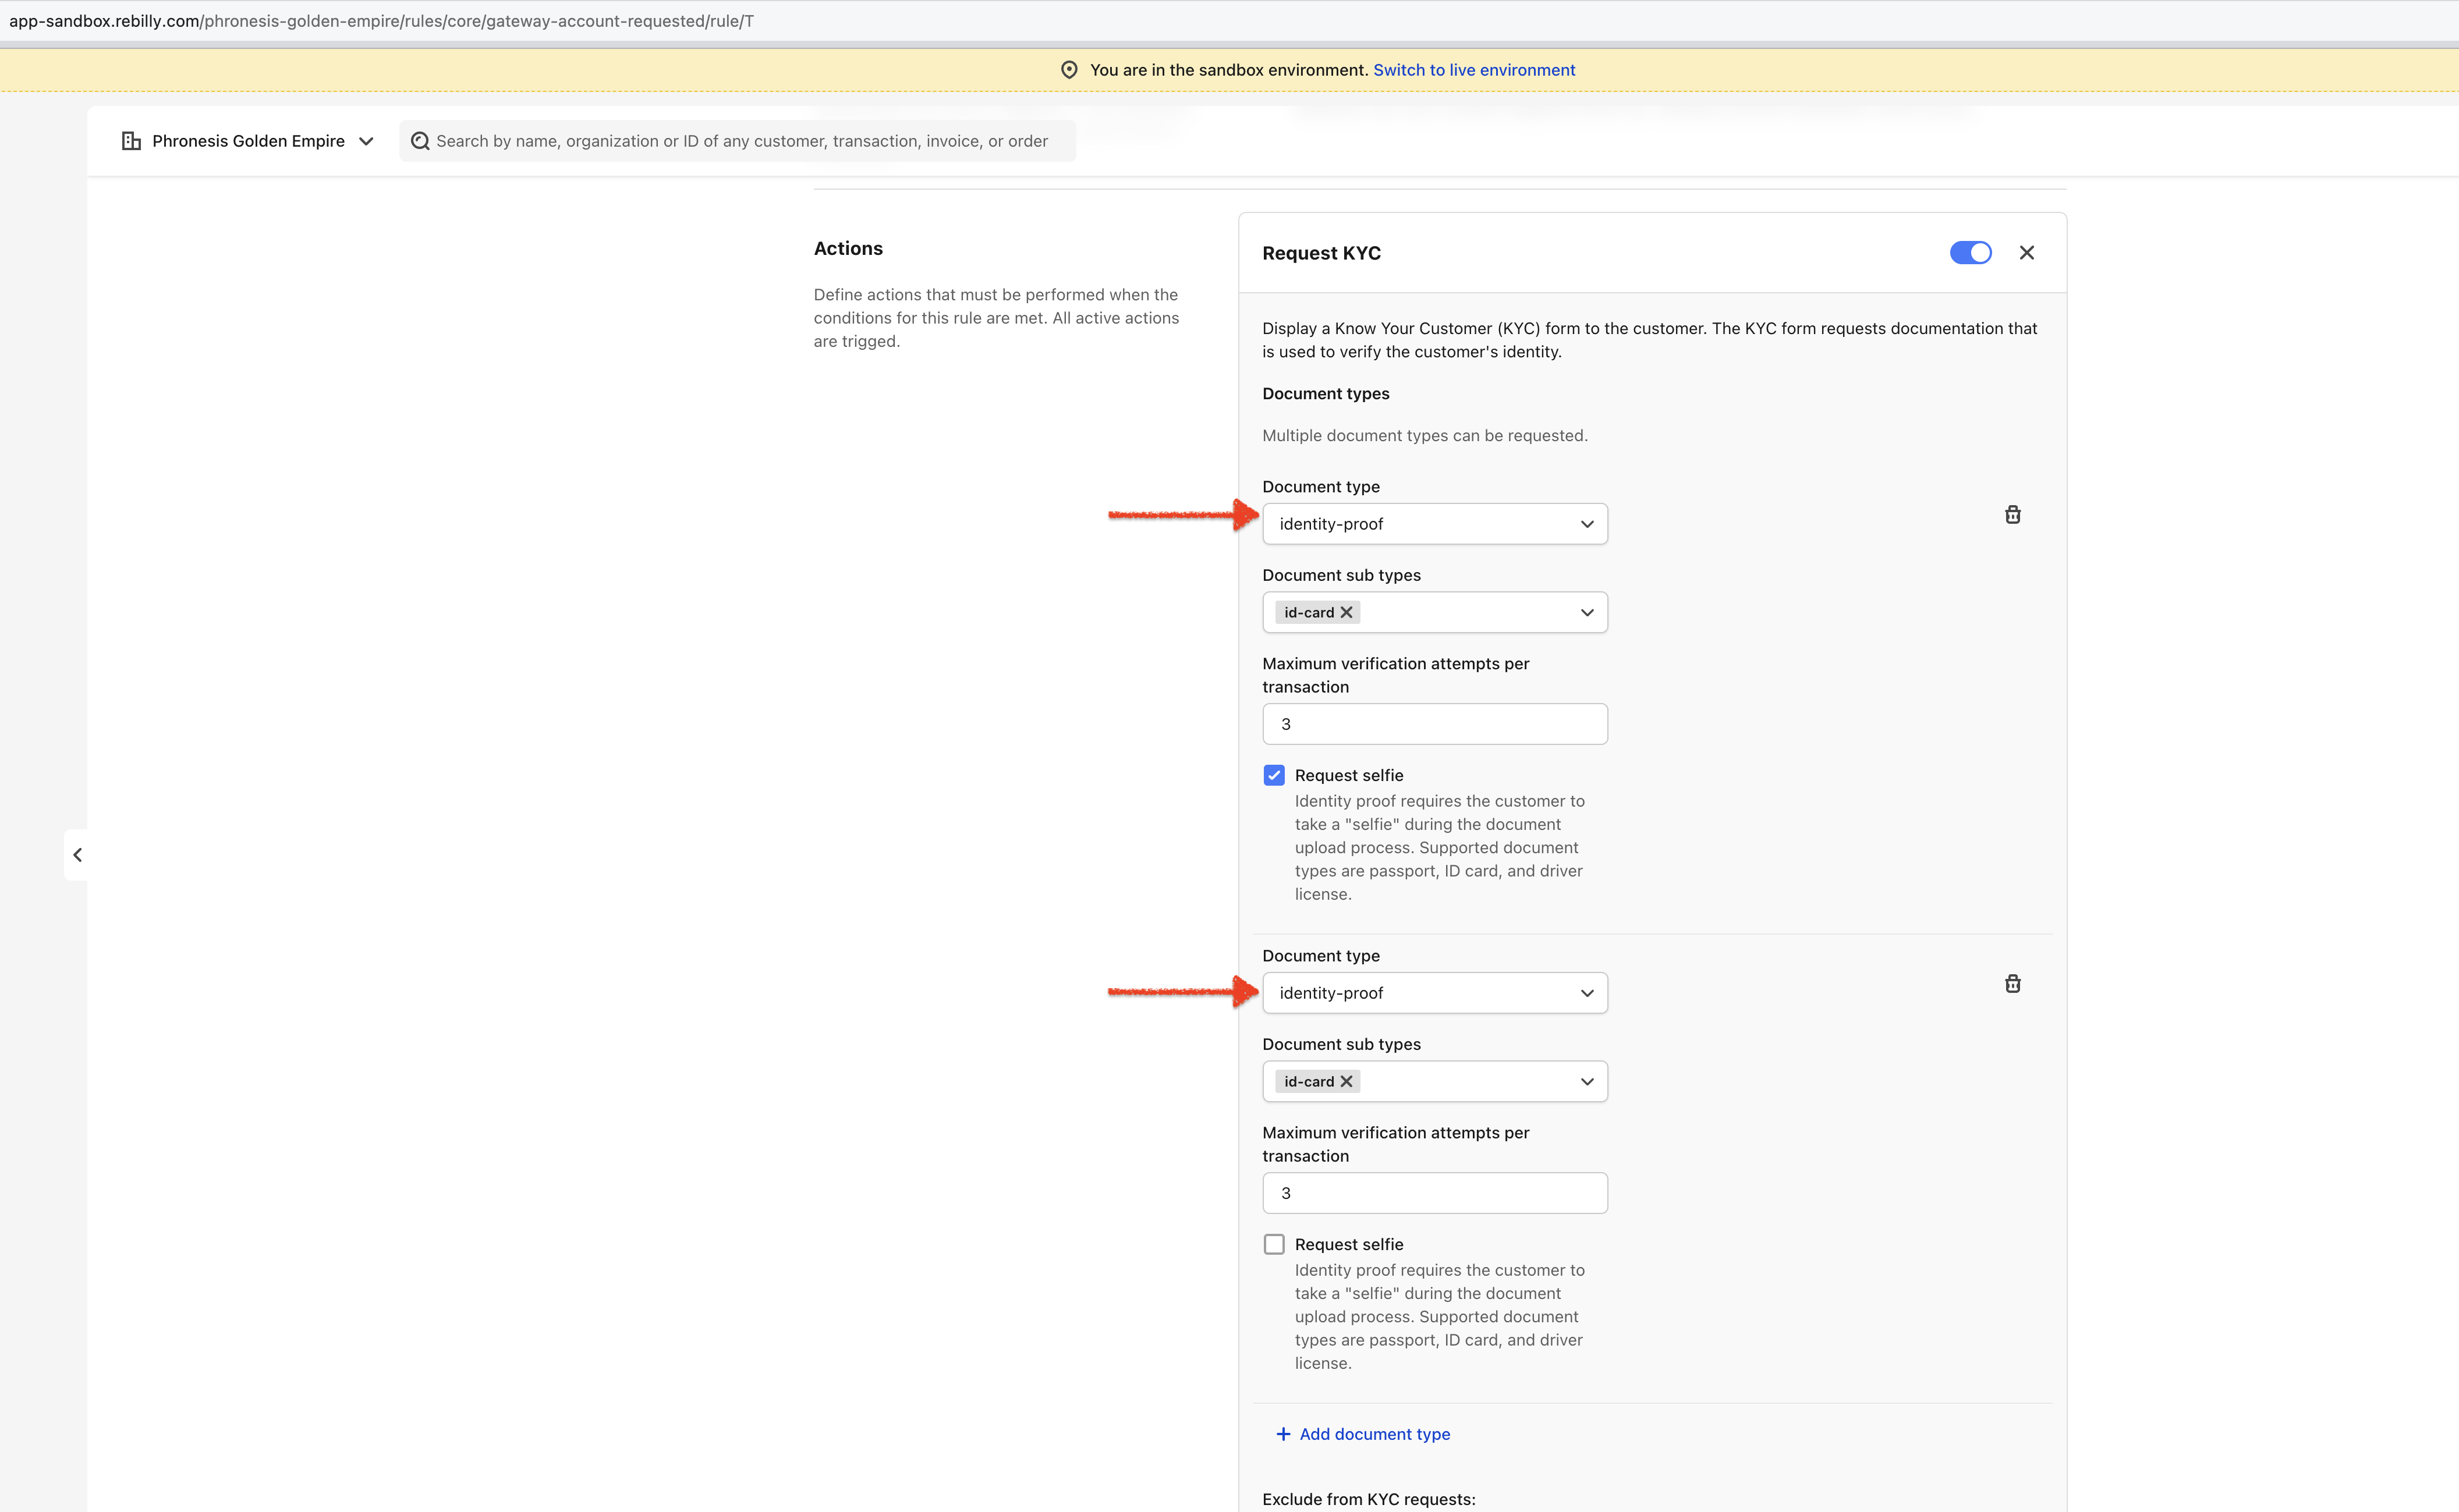 app-sandbox.rebilly.com/phronesis-golden-empire/rules/core/gateway-account-requested/rule/T
You are in the sandbox environment. Switch to live environment
Phronesis Golden Empire
Search by name, organization or ID of any customer, transaction, invoice, or order
Actions
Define actions that must be performed when the
conditions for this rule are met. All active actions
are trigged.
Request KYC
Display a Know Your Customer (KYC) form to the customer. The KYC form requests documentation that
is used to verify the customer's identity.
Document types
Multiple document types can be requested.
Document type
identity-proof
Document sub types
id-card
Maximum verification attempts per
transaction
3
Request selfie
Identity proof requires the customer to
take a "selfie" during the document
upload process. Supported document
types are passport, ID card, and driver
license.
Document type
identity-proof
Document sub types
id-card
Maximum verification attempts per
transaction
3
Request selfie
Identity proof requires the customer to
take a "selfie" during the document
upload process. Supported document
types are passport, ID card, and driver
license.
Add document type
Exclude from KYC requests: